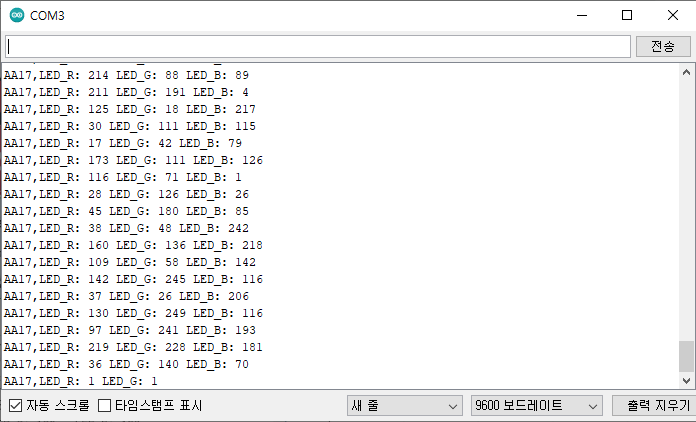 COM3
전송
AA17,LED_R: 214 LED_G: 88 LED_B: 89
AA17,LED_R: 211 LED_G: 191 LED_B: 4
AA17,LED_R: 125 LED_G: 18 LED_B: 217
AA17,LED_R: 30 LED_G: 111 LED_B: 115
AA17,LED_R: 17 LED_G: 42 LED_B: 79
AA17,LED_R: 173 LED_G: 111 LED_B: 126
AA17,LED_R: 116 LED_G: 71 LED_B: 1
AA17,LED_R: 28 LED_G: 126 LED_B: 26
AA17,LED_R: 45 LED_G: 180 LED_B: 85
AA17,LED_R: 38 LED_G: 48 LED_B: 242
AA17,LED_R: 160 LED_G: 136 LED_B: 218
AA17,LED_R: 109 LED_G: 58 LED_B: 142
AA17,LED_R: 142 LED_G: 245 LED_B: 116
AA17,LED_R: 37 LED_G: 26 LED_B: 206
AA17,LED_R: 130 LED_G: 249 LED_B: 116
AA17,LED_R: 97 LED_G: 241 LED_B: 193
AA17,LED_R: 219 LED_G: 228 LED_B: 181
AA17,LED_R: 36 LED_G: 140 LED_B: 70
AA17,LED_R: 1 LED_G: 1
자동 스크롤 타임스탬프 표시 새 줄 9600 보드레이트 출력 지우기